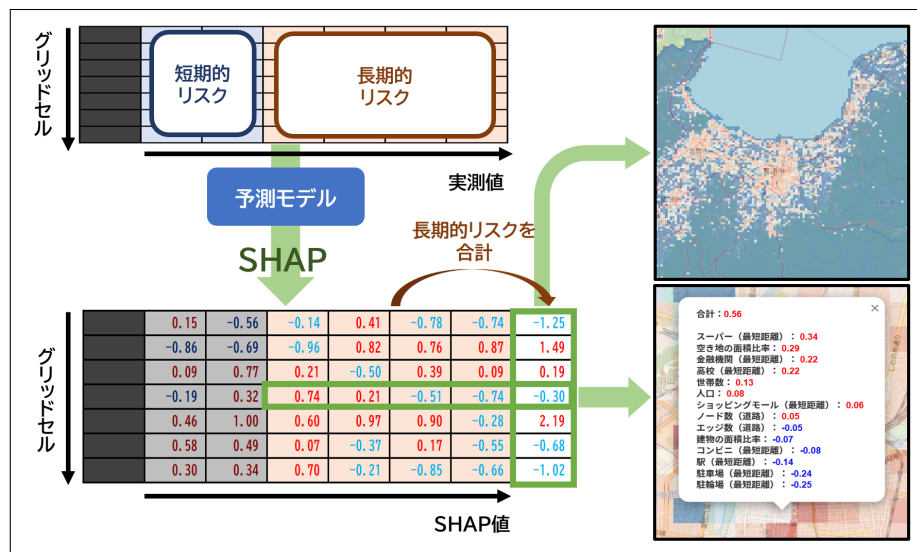 グリッドセル
短期的
リスク
長期的
リスク
実測値
予測モデル
SHAP
長期的リスクを
合計
グリッドセル
0.15 -0.56 -0.14 0.41 -0.78 -0.74 -1.25
-0.86 -0.69 -0.96 0.82 0.76 0.87 1.49
0.09 0.77 0.21 -0.50 0.39 0.09 0.19
-0.19 0.32 0.74 0.21 -0.51 -0.74 -0.30
0.46 1.00 0.60 0.97 0.90 -0.28 2.19
0.58 0.49 0.07 -0.37 0.17 -0.55 -0.68
0.30 0.34 0.70 -0.21 -0.85 -0.66 -1.02
SHAP値
合計：0.56
スーパー（最短距離）： 0.34
空き地の面積比率： 0.29
金融機関（最短距離）： 0.22
高校（最短距離）： 0.22
世帯数： 0.13
人口： 0.08
ショッピングモール（最短距離）： 0.06
ノード数（道路）： 0.05
エッジ数（道路）： -0.05
建物の面積比率： -0.07
コンビニ（最短距離）： -0.08
駅（最短距離）： -0.14
駐車場（最短距離）： -0.24
駐輪場（最短距離）： -0.25